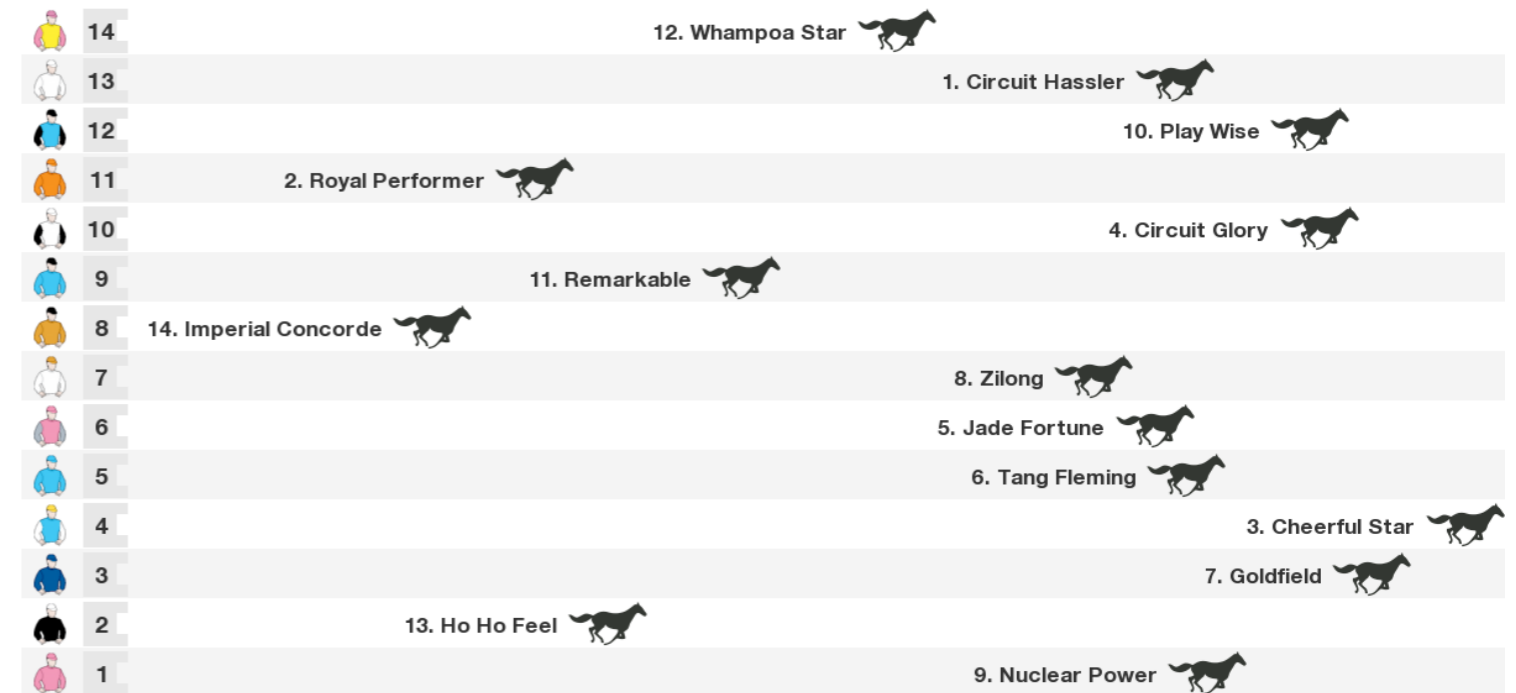 14 12. Whampoa Star
13 1. Circuit Hassler
12 10. Play Wise
11 2. Royal Performer
10 4. Circuit Glory
9 11. Remarkable
8 14. Imperial Concorde
7 8. Zilong
6 5. Jade Fortune
5 6. Tang Fleming
4 3. Cheerful Star
3 7. Goldfield
2 13. Ho Ho Feel
1 9. Nuclear Power